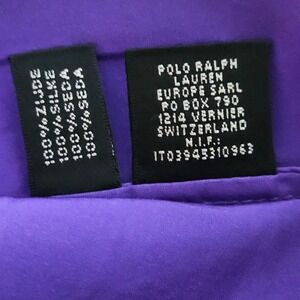 100%ZIJDE
100%SILKE
100%SEDA
100%SEDA
POLO RALPH
LAUREN
EUROPE SARL
PO BOX 790
1214 VERNIER
SWITZERLAND
N.I.F.:
IT03945310963